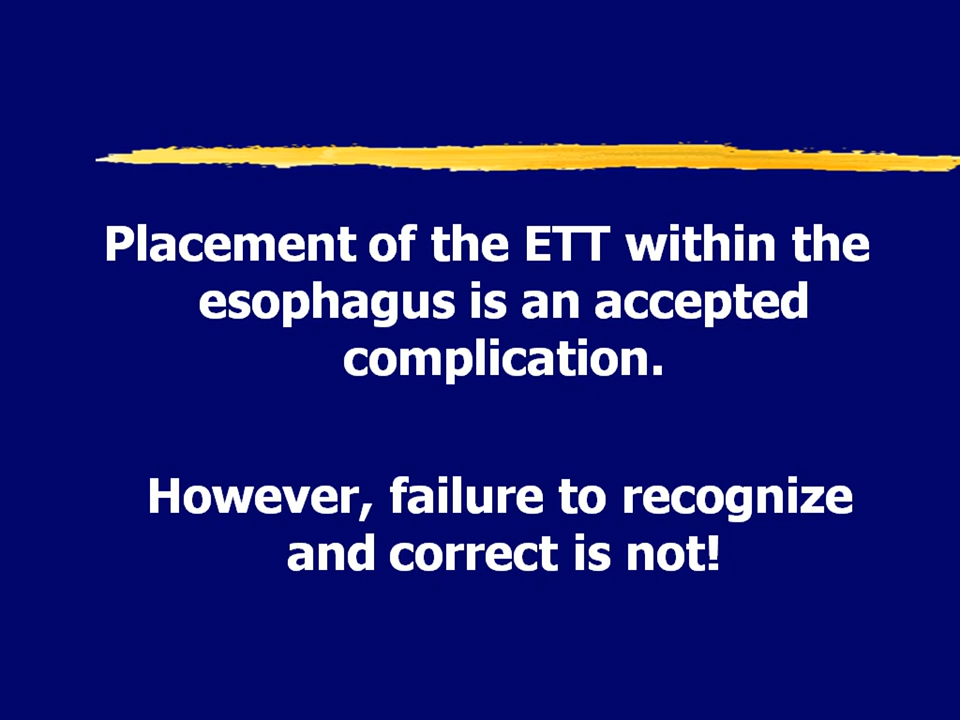 Placement of the ETT within the
esophagus is an accepted
complication.
However, failure to recognize
and correct is not!